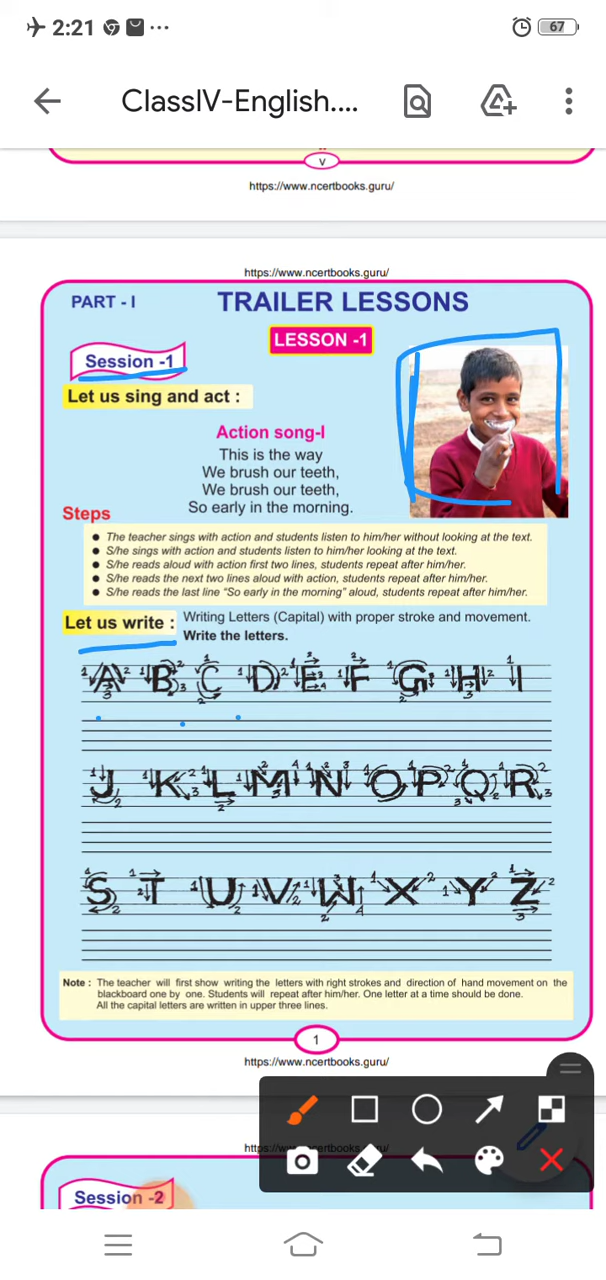 2:21
67
ClassIV-English....
v
https://www.ncertbooks.guru/
https://www.ncertbooks.guru/
PART - I TRAILER LESSONS
LESSON -1
Session -1
Let us sing and act :
Action song-I
This is the way
We brush our teeth,
We brush our teeth,
So early in the morning.
Steps
● The teacher sings with action and students listen to him/her without looking at the text.
● S/he sings with action and students listen to him/her looking at the text.
● S/he reads aloud with action first two lines, students repeat after him/her.
● S/he reads the next two lines aloud with action, students repeat after him/her.
● S/he reads the last line "So early in the morning" aloud, students repeat after him/her.
Let us write : Writing Letters (Capital) with proper stroke and movement.
Write the letters.
A B C D E F G H I
J K L M N O P Q R
S T U V W X Y Z
Note : The teacher will first show writing the letters with right strokes and direction of hand movement on the
blackboard one by one. Students will repeat after him/her. One letter at a time should be done.
All the capital letters are written in upper three lines.
1
https://www.ncertbooks.guru/
Session -2